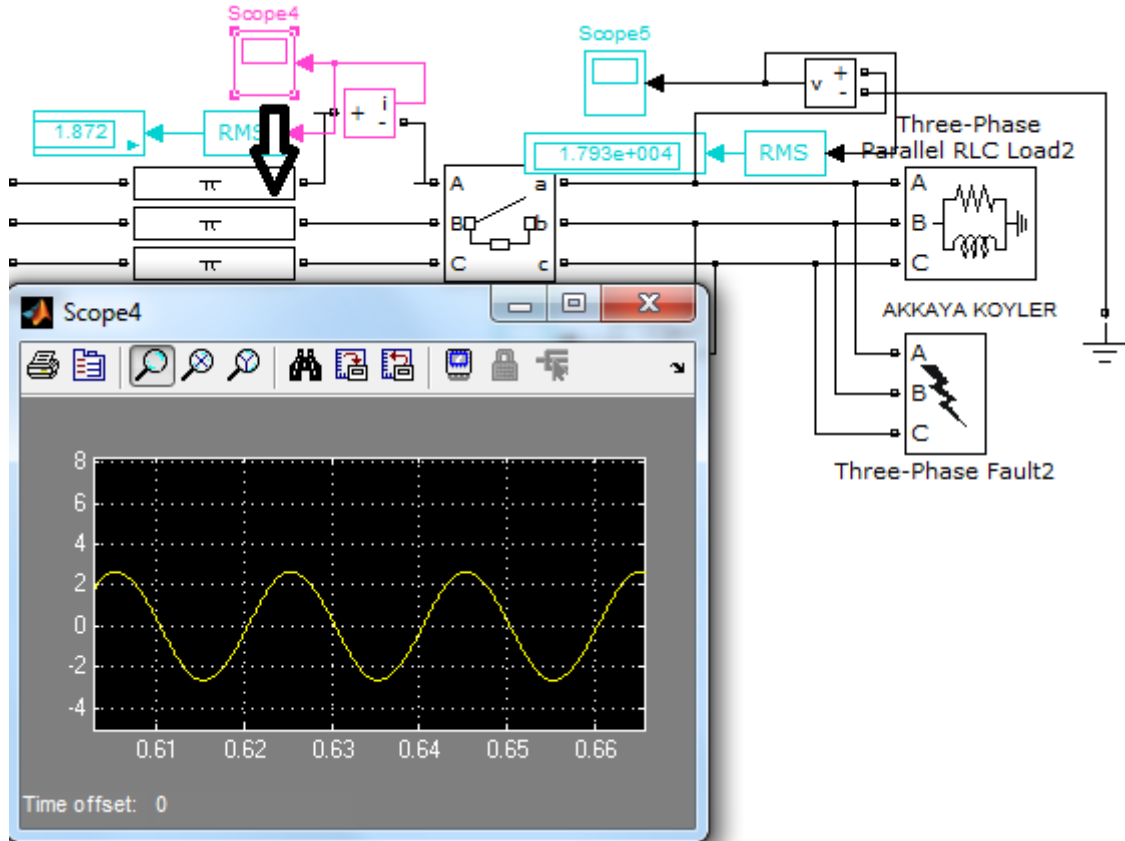 Scope4
Scope5
i
+
-
v
+
-
1.872
RMS
1.793e+004
RMS
Three-Phase
Parallel RLC Load2
π
A
a
A
π
B
b
B
π
C
c
C
Scope4
AKKAYA KOYLER
A
B
C
Three-Phase Fault2
8
6
4
2
0
-2
-4
0.61 0.62 0.63 0.64 0.65 0.66
Time offset: 0